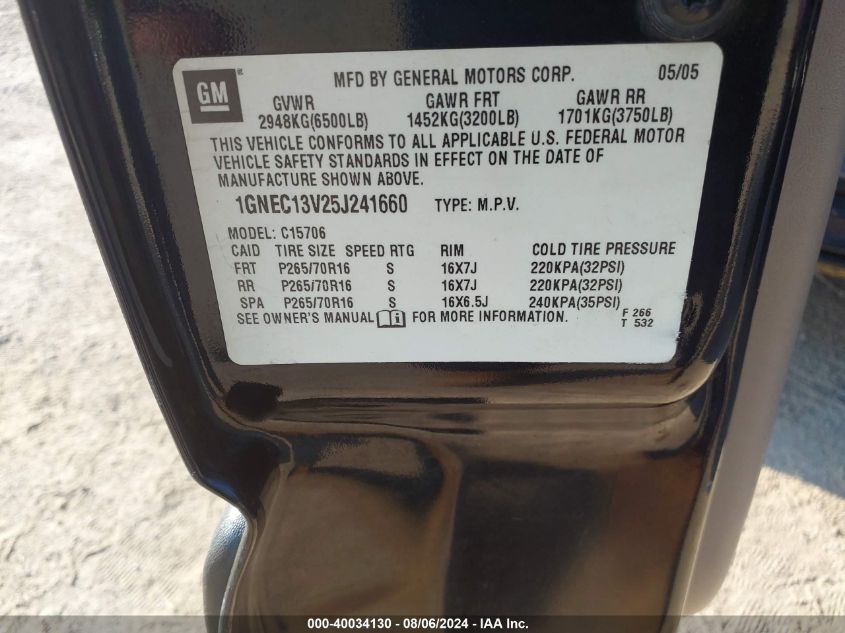 GM MFD BY GENERAL MOTORS CORP. 05/05
GVWR GAWR FRT GAWR RR
2948KG(6500LB) 1452KG(3200LB) 1701KG(3750LB)
THIS VEHICLE CONFORMS TO ALL APPLICABLE U.S. FEDERAL MOTOR
VEHICLE SAFETY STANDARDS IN EFFECT ON THE DATE OF
MANUFACTURE SHOWN ABOVE.
1GNEC13V25J241660 TYPE: M.P.V.
MODEL: C15706
CAID TIRE SIZE SPEED RTG RIM COLD TIRE PRESSURE
FRT P265/70R16 S 16X7J 220KPA(32PSI)
RR P265/70R16 S 16X7J 220KPA(32PSI)
SPA P265/70R16 S 16X6.5J 240KPA(35PSI)
SEE OWNER'S MANUAL FOR MORE INFORMATION. F 266
T 532
000-40034130 - 08/06/2024 - IAA Inc.